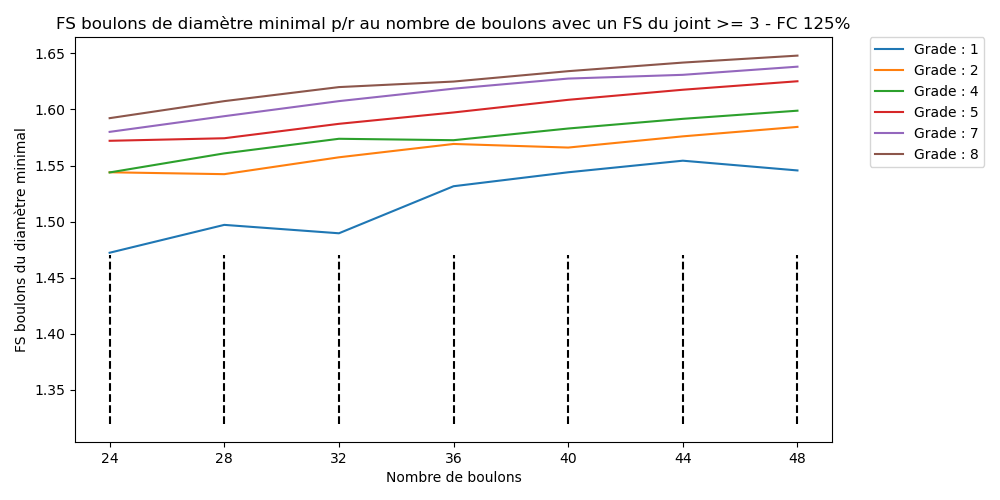 FS boulons de diamètre minimal p/r au nombre de boulons avec un FS du joint >= 3 - FC 125%
FS boulons du diamètre minimal
1.65
1.60
1.55
1.50
1.45
1.40
1.35
24 28 32 36 40 44 48
Nombre de boulons
Grade : 1
Grade : 2
Grade : 4
Grade : 5
Grade : 7
Grade : 8